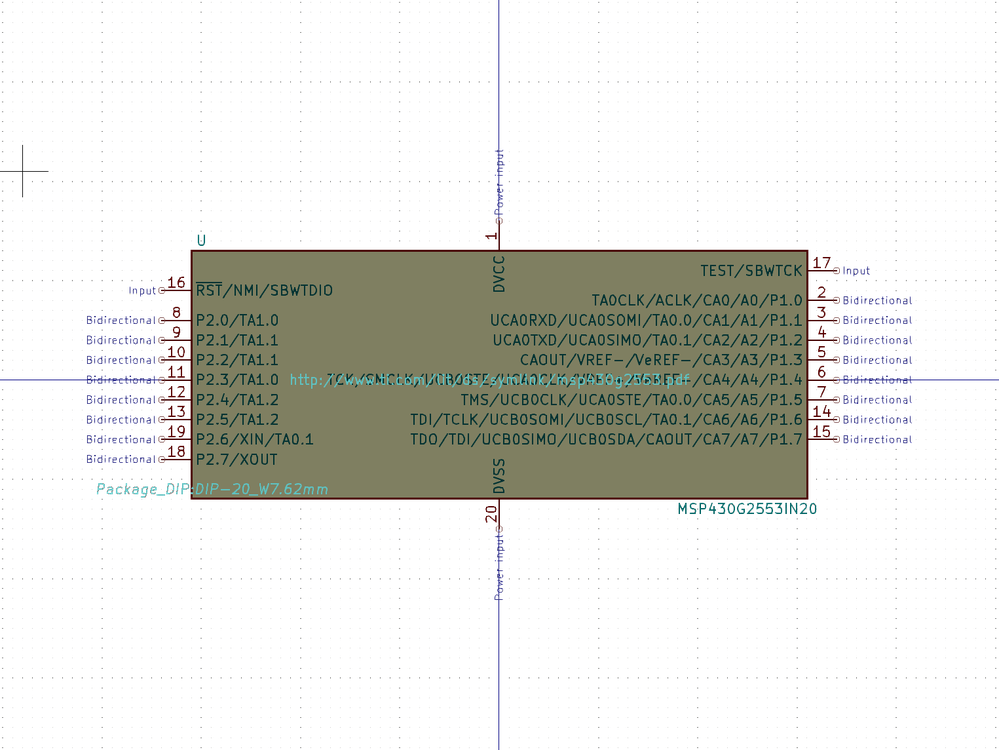 Power input
1
U
DVCC
17 TEST/SBWTCK Input
Input 16 RST/NMI/SBWTDIO
2 TA0CLK/ACLK/CA0/A0/P1.0 Bidirectional
Bidirectional 8 P2.0/TA1.0
3 UCA0RXD/UCA0SOMI/TA0.0/CA1/A1/P1.1 Bidirectional
Bidirectional 9 P2.1/TA1.1
4 UCA0TXD/UCA0SIMO/TA0.1/CA2/A2/P1.2 Bidirectional
Bidirectional 10 P2.2/TA1.1
5 CAOUT/VREF-/VeREF-/CA3/A3/P1.3 Bidirectional
Bidirectional 11 P2.3/TA1.0
6 /CA4/A4/P1.4 Bidirectional
Bidirectional 12 P2.4/TA1.2
7 TMS/UCB0CLK/UCA0STE/TA0.0/CA5/A5/P1.5 Bidirectional
Bidirectional 13 P2.5/TA1.2
14 TDI/TCLK/UCB0SOMI/UCB0SCL/TA0.1/CA6/A6/P1.6 Bidirectional
Bidirectional 19 P2.6/XIN/TA0.1
15 TDO/TDI/UCB0SIMO/UCB0SDA/CAOUT/CA7/A7/P1.7 Bidirectional
Bidirectional 18 P2.7/XOUT
DVSS
Package_DIP:DIP-20_W7.62mm
20
MSP430G2553IN20
Power input